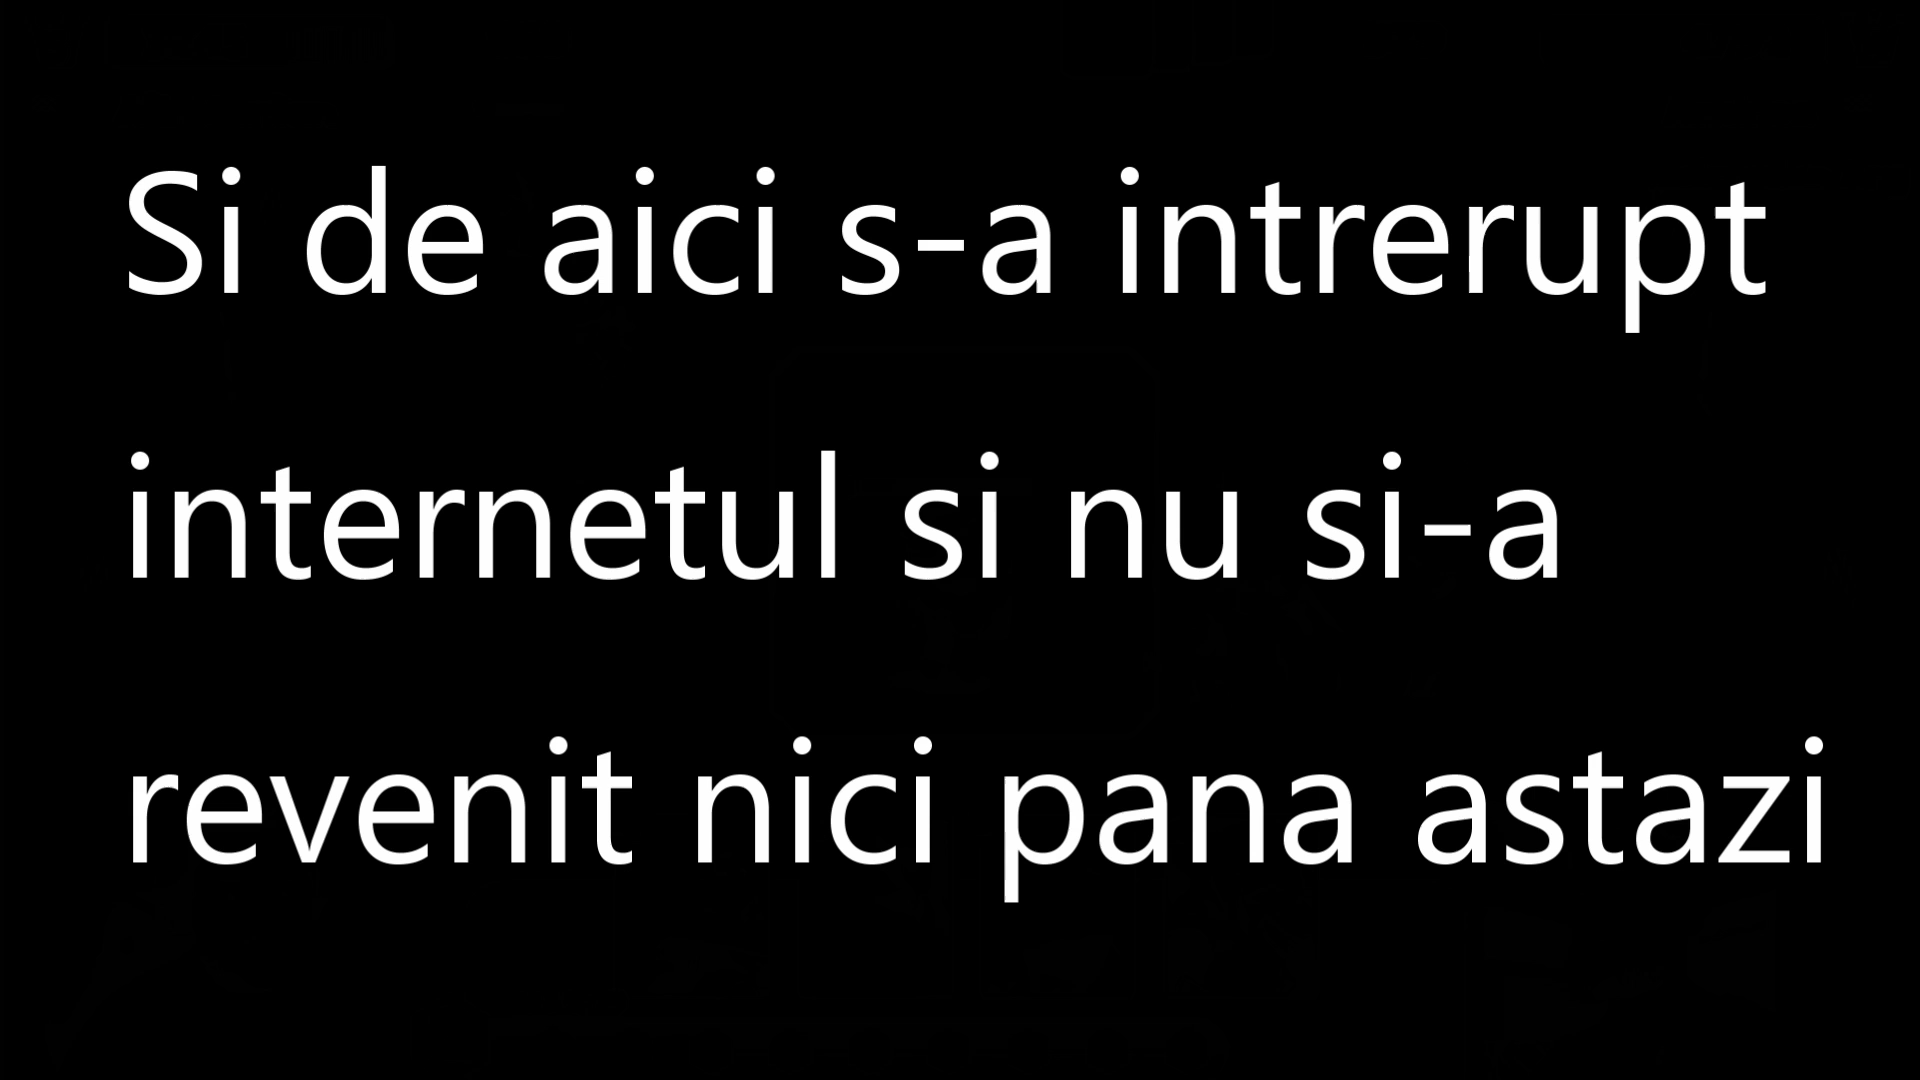 Si de aici s-a intrerupt
internetul si nu si-a
revenit nici pana astazi